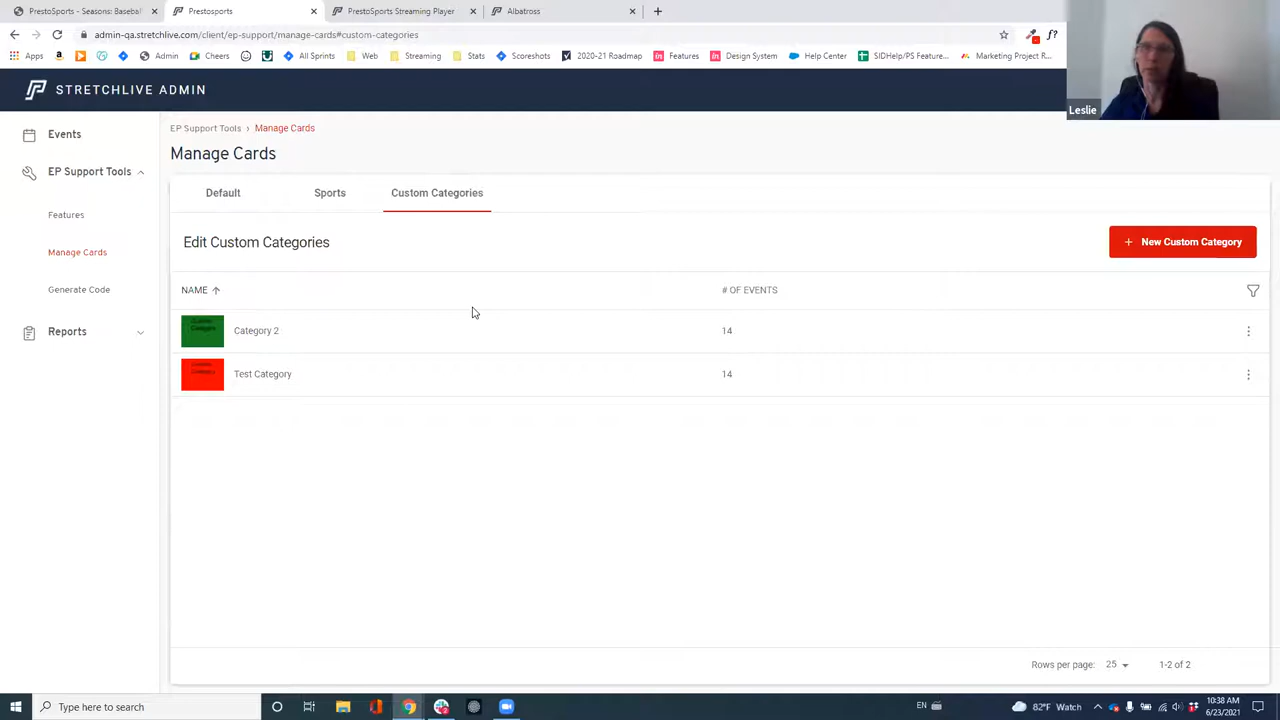 PrestoSports - Seasons: Baseball
Prestosports
PrestoSports Streaming Player
Albatross
admin-qa.stretchlive.com/client/ep-support/manage-cards#custom-categories
Apps
Admin
Cheers
All Sprints
Web
Streaming
Stats
Scoreshots
2020-21 Roadmap
Features
Design System
Help Center
SIDHelp/PS Feature...
Marketing Project R...
Leslie
STRETCHLIVE ADMIN
Events
EP Support Tools
Features
Manage Cards
Generate Code
Reports
EP Support Tools › Manage Cards
Manage Cards
Default
Sports
Custom Categories
Edit Custom Categories
+ New Custom Category
NAME
# OF EVENTS
Category 2
14
Test Category
14
Rows per page: 25
1-2 of 2
Type here to search
EN
82°F Watch
10:38 AM
6/23/2021